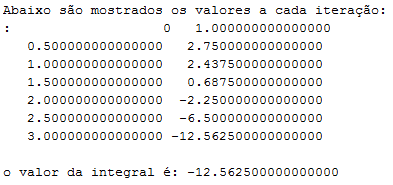 Abaixo são mostrados os valores a cada iteração:
: 0 1.000000000000000
0.500000000000000 2.750000000000000
1.000000000000000 2.437500000000000
1.500000000000000 0.687500000000000
2.000000000000000 -2.250000000000000
2.500000000000000 -6.500000000000000
3.000000000000000 -12.562500000000000
o valor da integral é: -12.562500000000000